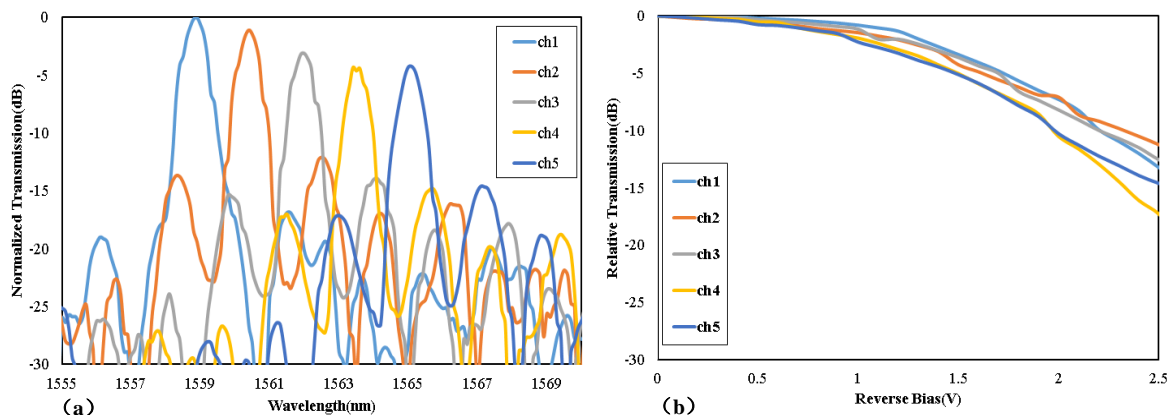 Normalized Transmission(dB)
0
-5
-10
-15
-20
-25
-30
1555
1557
1559
1561
1563
1565
1567
1569
Wavelength(nm)
ch1
ch2
ch3
ch4
ch5
(a)
Relative Transmission(dB)
0
-5
-10
-15
-20
-25
-30
0
0.5
1
1.5
2
2.5
Reverse Bias(V)
ch1
ch2
ch3
ch4
ch5
(b)